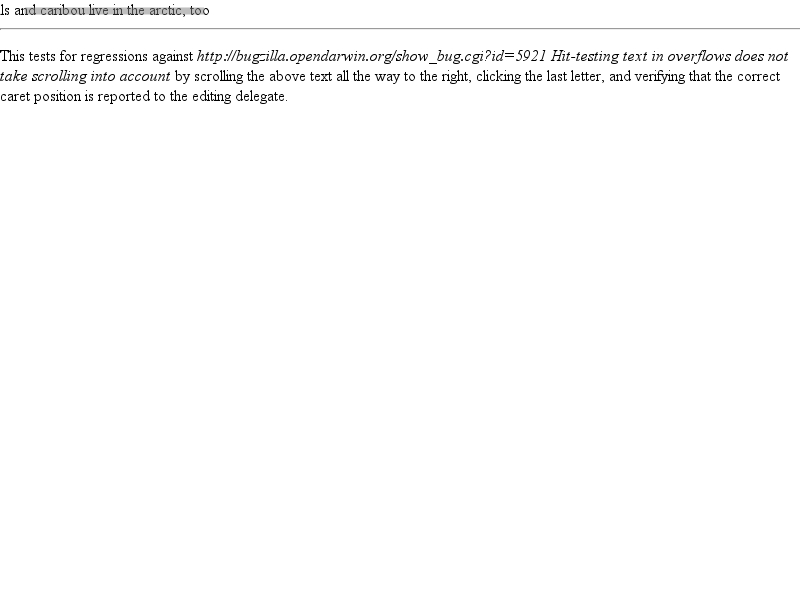 ls and caribou live in the arctic, too
This tests for regressions against http://bugzilla.opendarwin.org/show_bug.cgi?id=5921 Hit-testing text in overflows does not
take scrolling into account by scrolling the above text all the way to the right, clicking the last letter, and verifying that the correct
caret position is reported to the editing delegate.